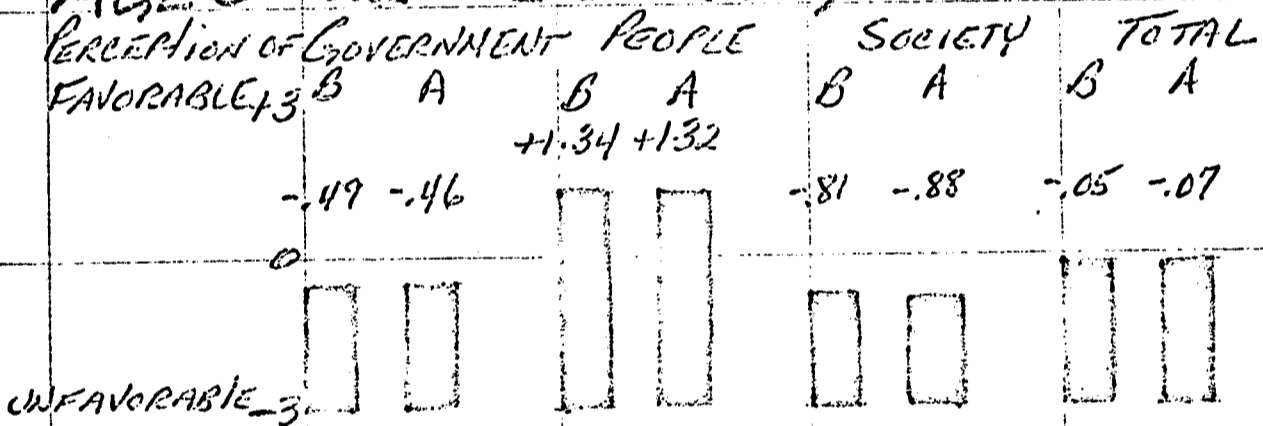 PERCEPTION OF GOVERNMENT PEOPLE SOCIETY TOTAL
FAVORABLE +3 B A B A B A B A
+1.34 +1.32
-.49 -.46 -.81 -.88 -.05 -.07
0
UNFAVORABLE -3